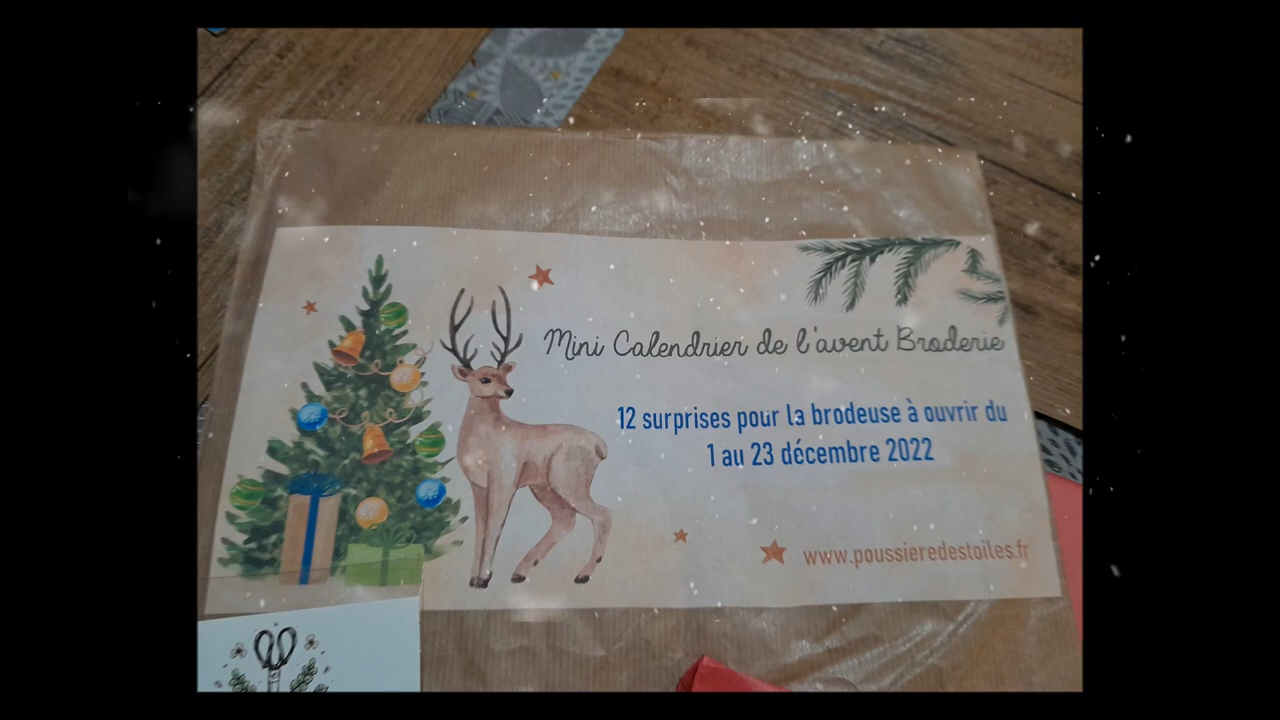 Mini Calendrier de l'avent Broderie
12 surprises pour la brodeuse à ouvrir du
1 au 23 décembre 2022
www.poussieredestoiles.fr